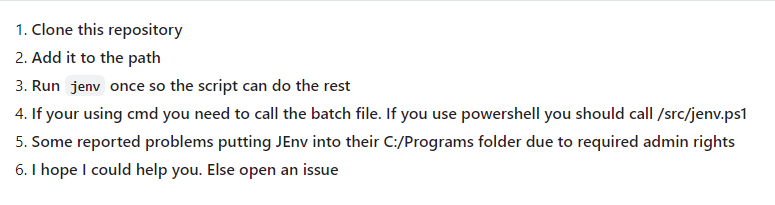 1. Clone this repository
2. Add it to the path
3. Run jenv once so the script can do the rest
4. If your using cmd you need to call the batch file. If you use powershell you should call /src/jenv.ps1
5. Some reported problems putting JEnv into their C:/Programs folder due to required admin rights
6. I hope I could help you. Else open an issue